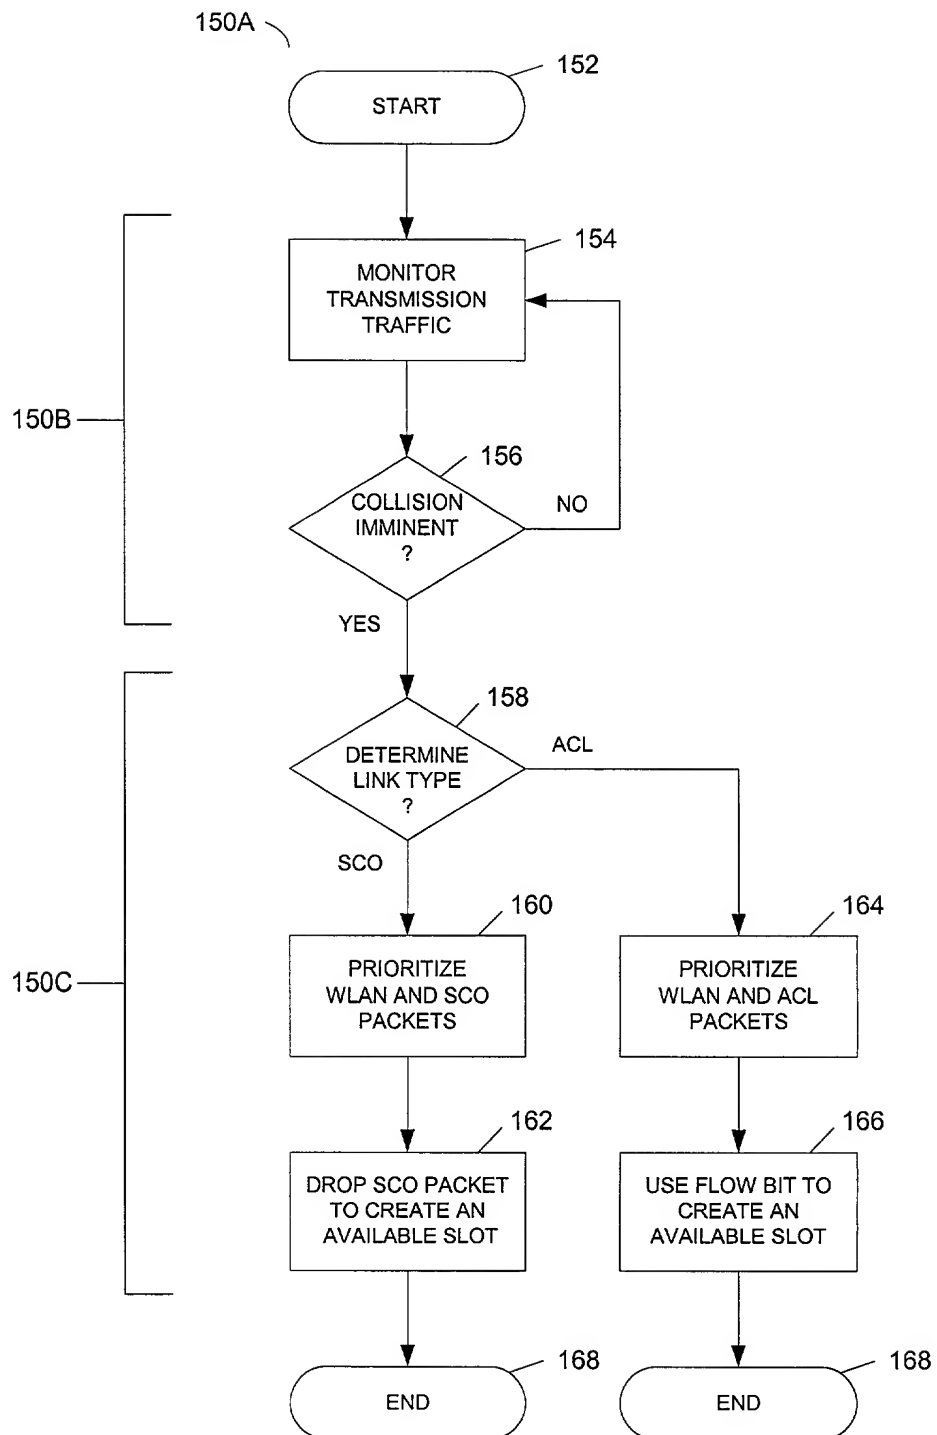 150A
152
START
154
MONITOR
TRANSMISSION
TRAFFIC
150B
156
COLLISION
IMMINENT
?
NO
YES
158
DETERMINE
LINK TYPE
?
ACL
SCO
160
PRIORITIZE
WLAN AND SCO
PACKETS
164
PRIORITIZE
WLAN AND ACL
PACKETS
150C
162
DROP SCO PACKET
TO CREATE AN
AVAILABLE SLOT
166
USE FLOW BIT TO
CREATE AN
AVAILABLE SLOT
168
END
168
END